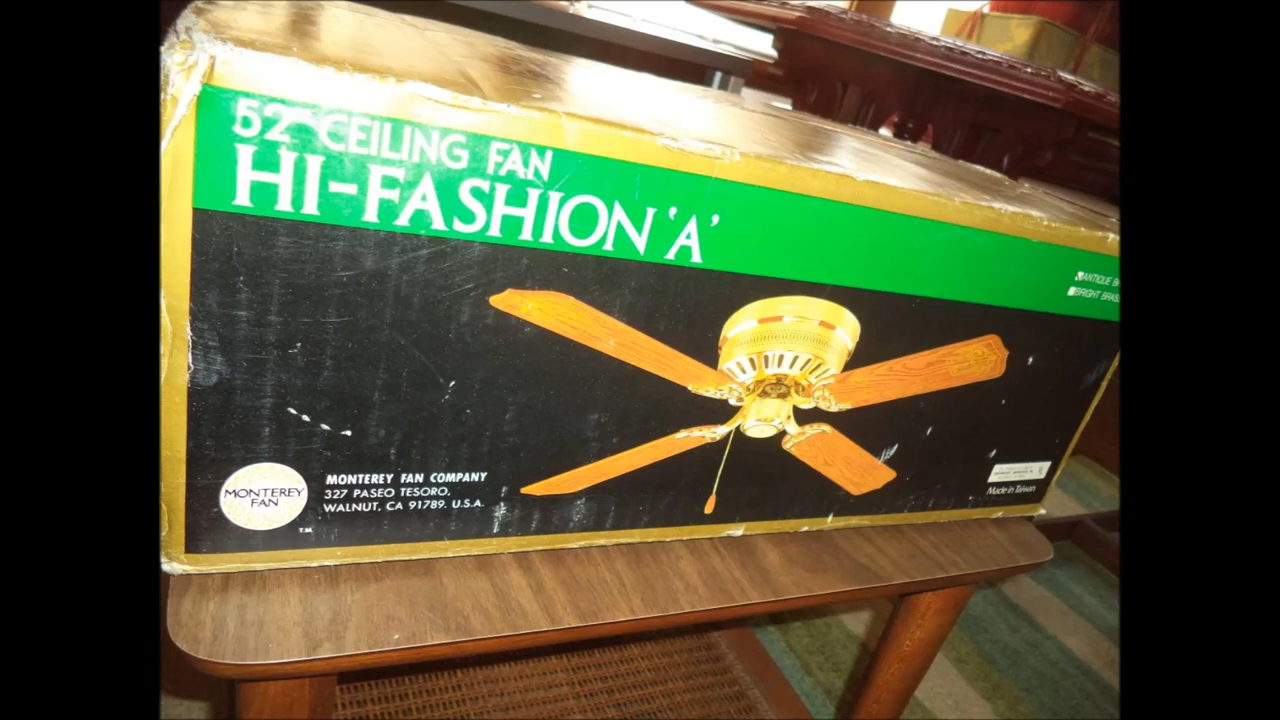 52" CEILING FAN
HI-FASHION 'A'
ANTIQUE
BRIGHT BRASS
MONTEREY
FAN
T.M.
MONTEREY FAN COMPANY
327 PASEO TESORO,
WALNUT, CA 91789. U.S.A.
Made in Taiwan